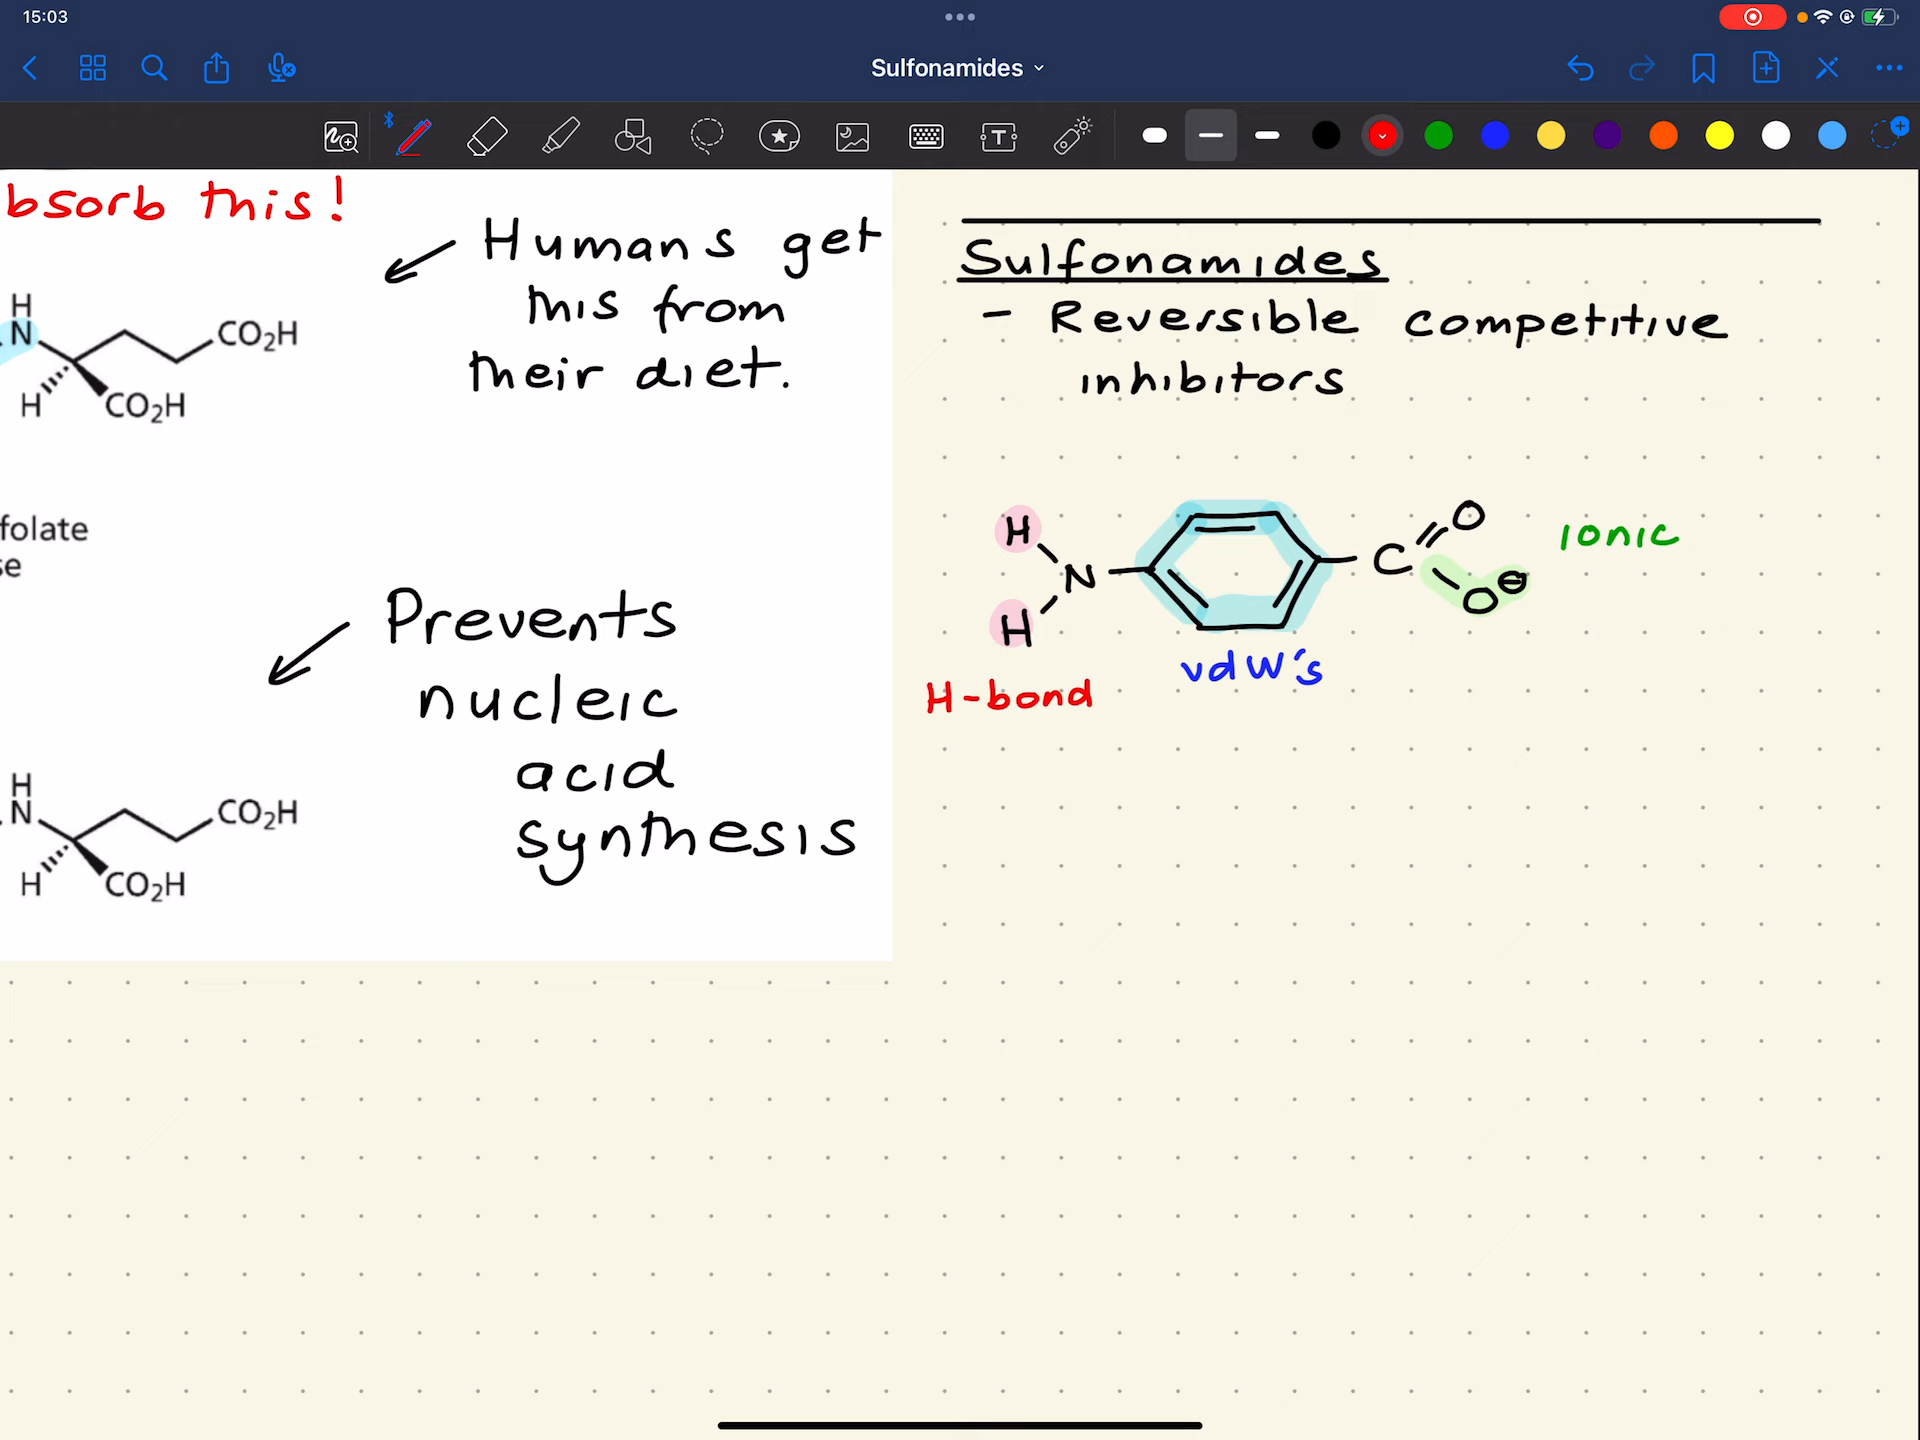 15:03
Sulfonamides
T
bsorb this!
Humans get
this from
their diet.
H
N
CO₂H
H
CO₂H
folate
se
Prevents
nucleic
acid
synthesis
H
N
CO₂H
H
CO₂H
Sulfonamides
- Reversible competitive
inhibitors
H
N
H
C
O
O⊖
ionic
vdW's
H-bond